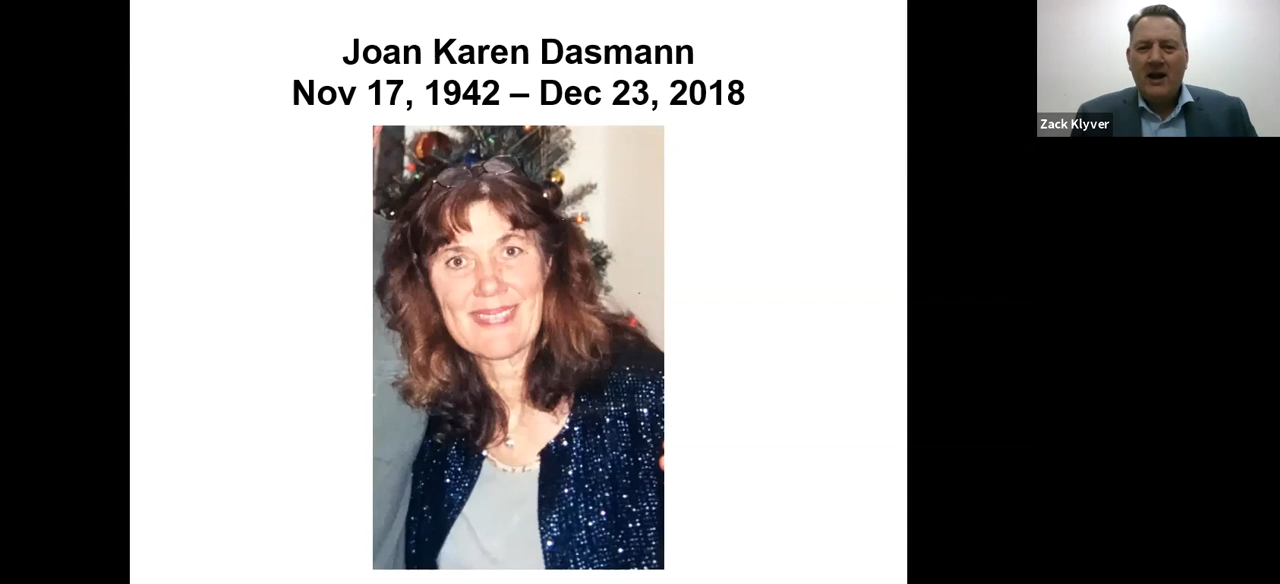 Joan Karen Dasmann
Nov 17, 1942 – Dec 23, 2018
Zack Klyver